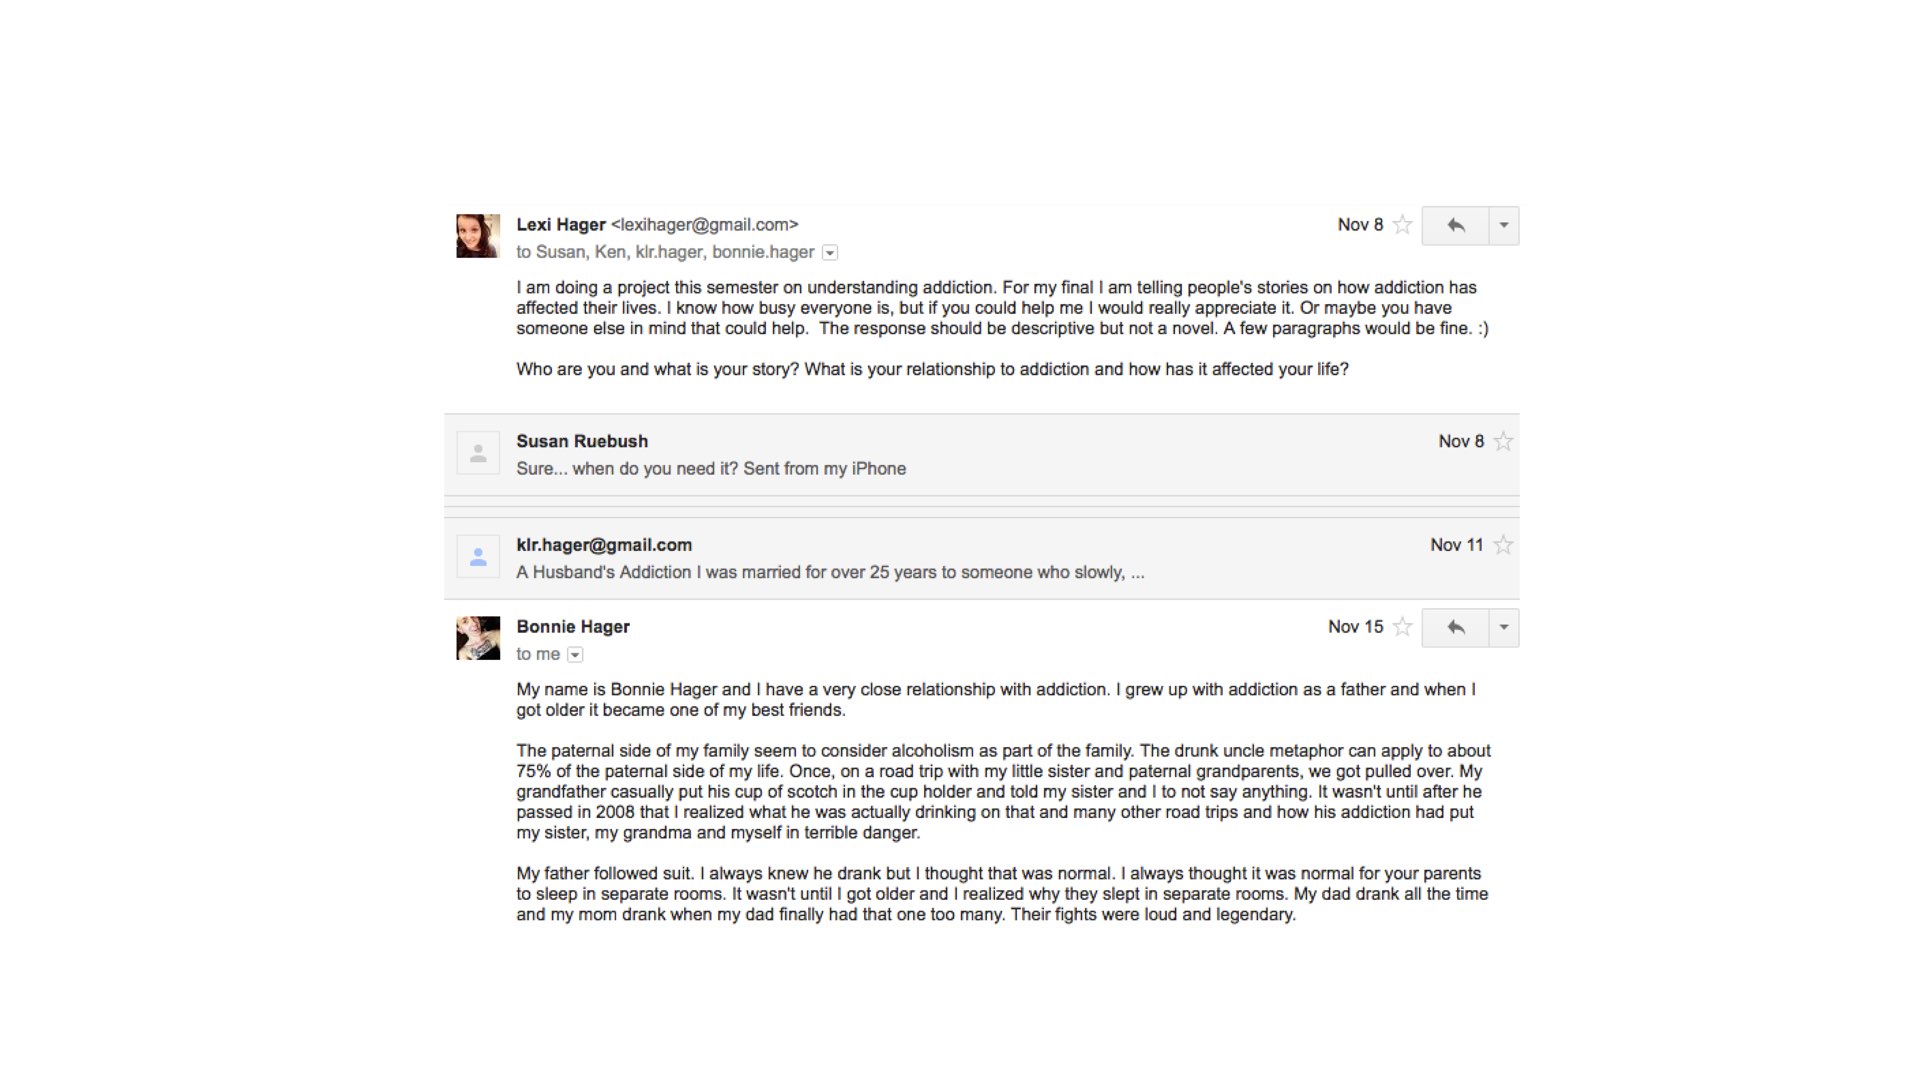 Lexi Hager <lexihager@gmail.com> Nov 8
to Susan, Ken, klr.hager, bonnie.hager
I am doing a project this semester on understanding addiction. For my final I am telling people's stories on how addiction has
affected their lives. I know how busy everyone is, but if you could help me I would really appreciate it. Or maybe you have
someone else in mind that could help.  The response should be descriptive but not a novel. A few paragraphs would be fine. :)
Who are you and what is your story? What is your relationship to addiction and how has it affected your life?
Susan Ruebush Nov 8
Sure... when do you need it? Sent from my iPhone
klr.hager@gmail.com Nov 11
A Husband's Addiction I was married for over 25 years to someone who slowly, ...
Bonnie Hager Nov 15
to me
My name is Bonnie Hager and I have a very close relationship with addiction. I grew up with addiction as a father and when I
got older it became one of my best friends.
The paternal side of my family seem to consider alcoholism as part of the family. The drunk uncle metaphor can apply to about
75% of the paternal side of my life. Once, on a road trip with my little sister and paternal grandparents, we got pulled over. My
grandfather casually put his cup of scotch in the cup holder and told my sister and I to not say anything. It wasn't until after he
passed in 2008 that I realized what he was actually drinking on that and many other road trips and how his addiction had put
my sister, my grandma and myself in terrible danger.
My father followed suit. I always knew he drank but I thought that was normal. I always thought it was normal for your parents
to sleep in separate rooms. It wasn't until I got older and I realized why they slept in separate rooms. My dad drank all the time
and my mom drank when my dad finally had that one too many. Their fights were loud and legendary.